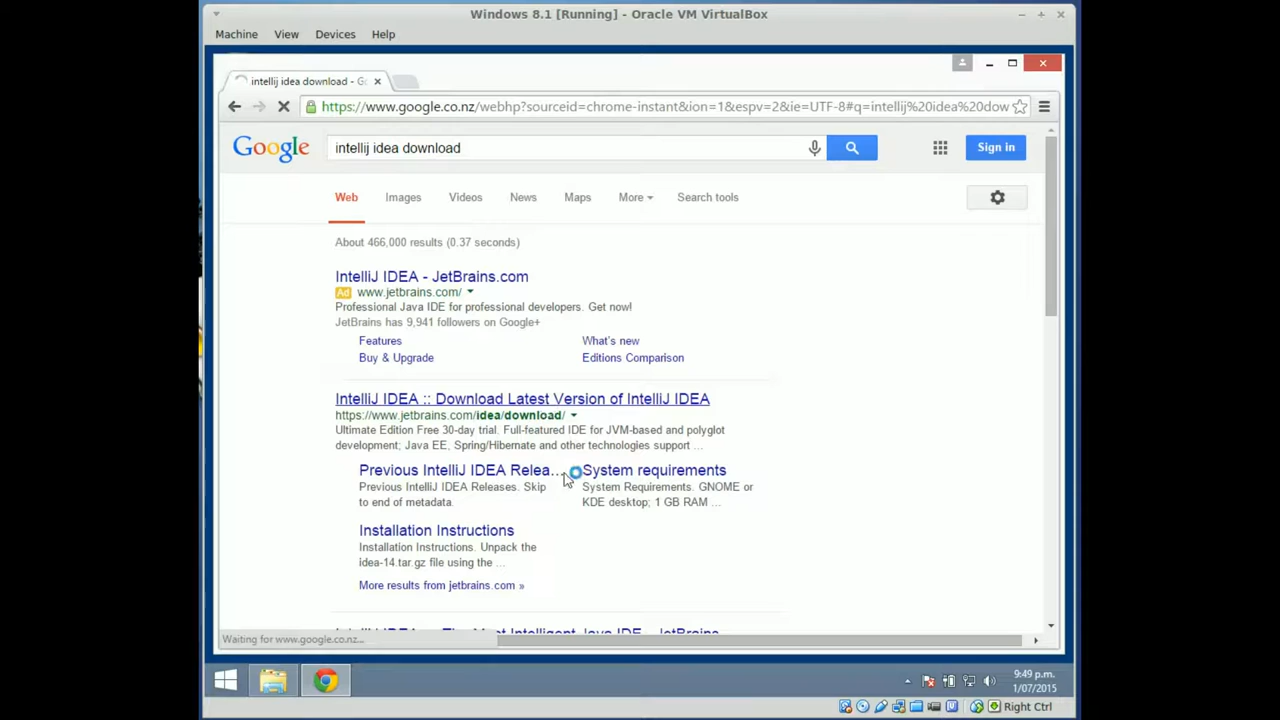 Windows 8.1 [Running] - Oracle VM VirtualBox
Machine View Devices Help
intellij idea download - Go
https://www.google.co.nz/webhp?sourceid=chrome-instant&ion=1&espv=2&ie=UTF-8#q=intellij%20idea%20dow
Google intellij idea download Sign in
Web Images Videos News Maps More Search tools
About 466,000 results (0.37 seconds)
IntelliJ IDEA - JetBrains.com
Ad www.jetbrains.com/
Professional Java IDE for professional developers. Get now!
JetBrains has 9,941 followers on Google+
Features What's new
Buy & Upgrade Editions Comparison
IntelliJ IDEA :: Download Latest Version of IntelliJ IDEA
https://www.jetbrains.com/idea/download/
Ultimate Edition Free 30-day trial. Full-featured IDE for JVM-based and polyglot
development; Java EE, Spring/Hibernate and other technologies support ...
Previous IntelliJ IDEA Relea... System requirements
Previous IntelliJ IDEA Releases. Skip System Requirements. GNOME or
to end of metadata. KDE desktop; 1 GB RAM ...
Installation Instructions
Installation Instructions. Unpack the
idea-14.tar.gz file using the ...
More results from jetbrains.com »
IntelliJ IDEA — The Most Intelligent Java IDE - JetBrains
Waiting for www.google.co.nz...
9:49 p.m.
1/07/2015
Right Ctrl